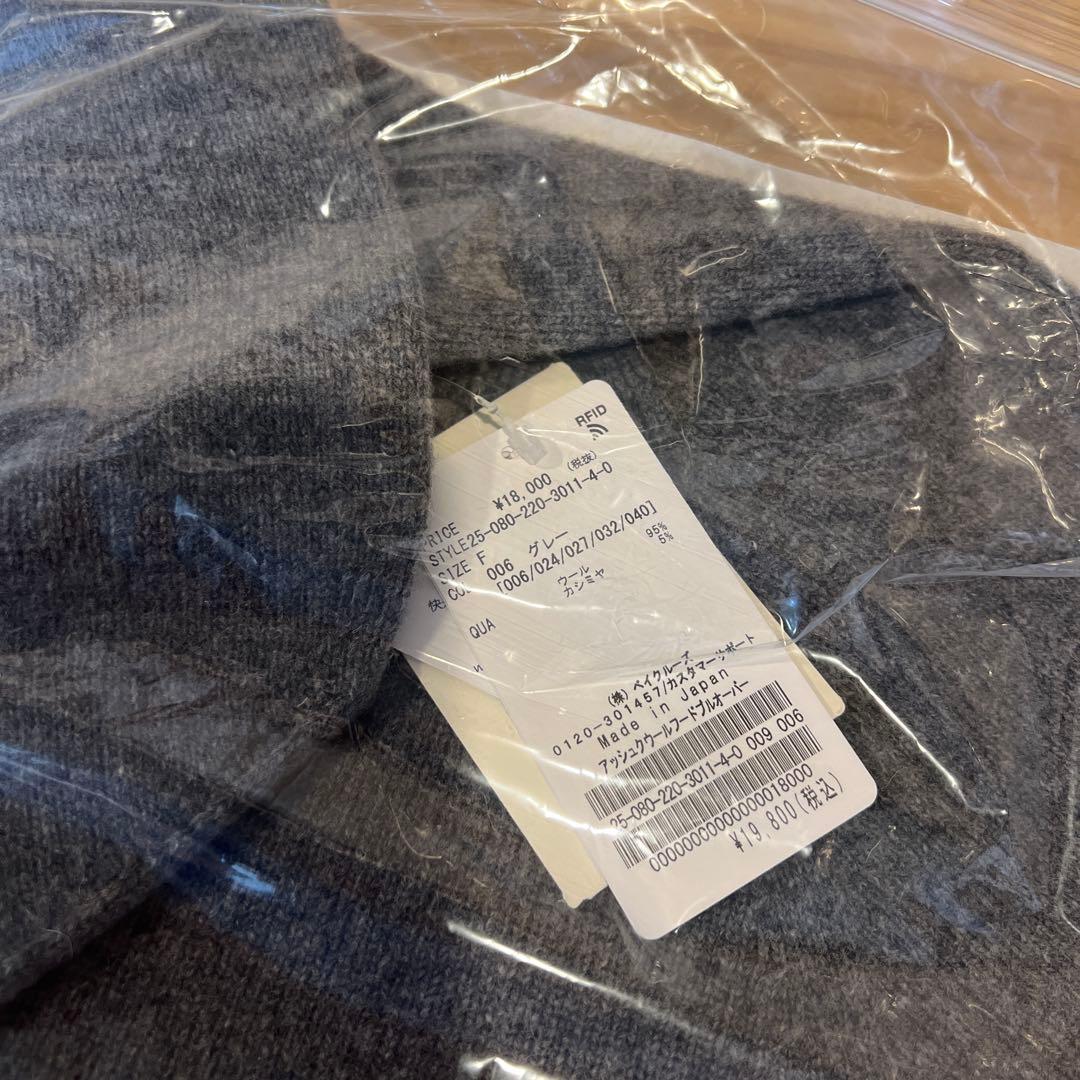 RFID
PRICE ¥18,000 (税抜)
STYLE 25-080-220-3011-4-0
SIZE F
006 グレー
[006/024/027/032/040]
QUA ウール 95%
カシミヤ 5%
(株) ベイクルーズ
0120-301457/カスタマーサポート
Made in Japan
アッシュクウールフードプルオーバー
25-080-220-3011-4-0 009 006
0000000000000018000
¥19,800(税込)